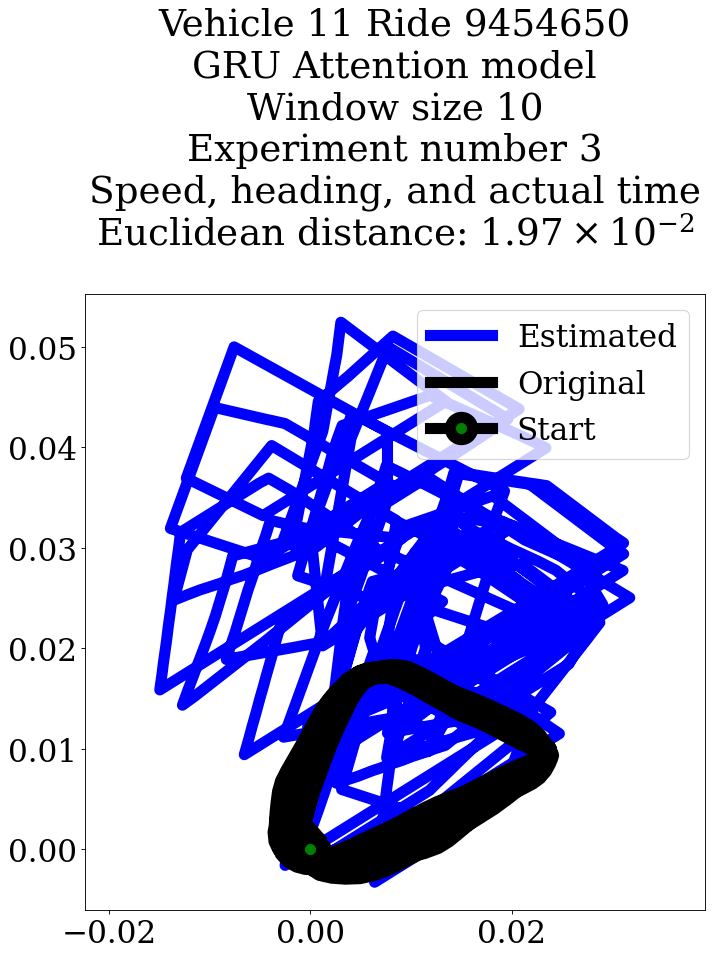 Vehicle 11 Ride 9454650
GRU Attention model
Window size 10
Experiment number 3
Speed, heading, and actual time
Euclidean distance: 1.97 × 10⁻²
Estimated
Original
Start
0.05
0.04
0.03
0.02
0.01
0.00
−0.02 0.00 0.02